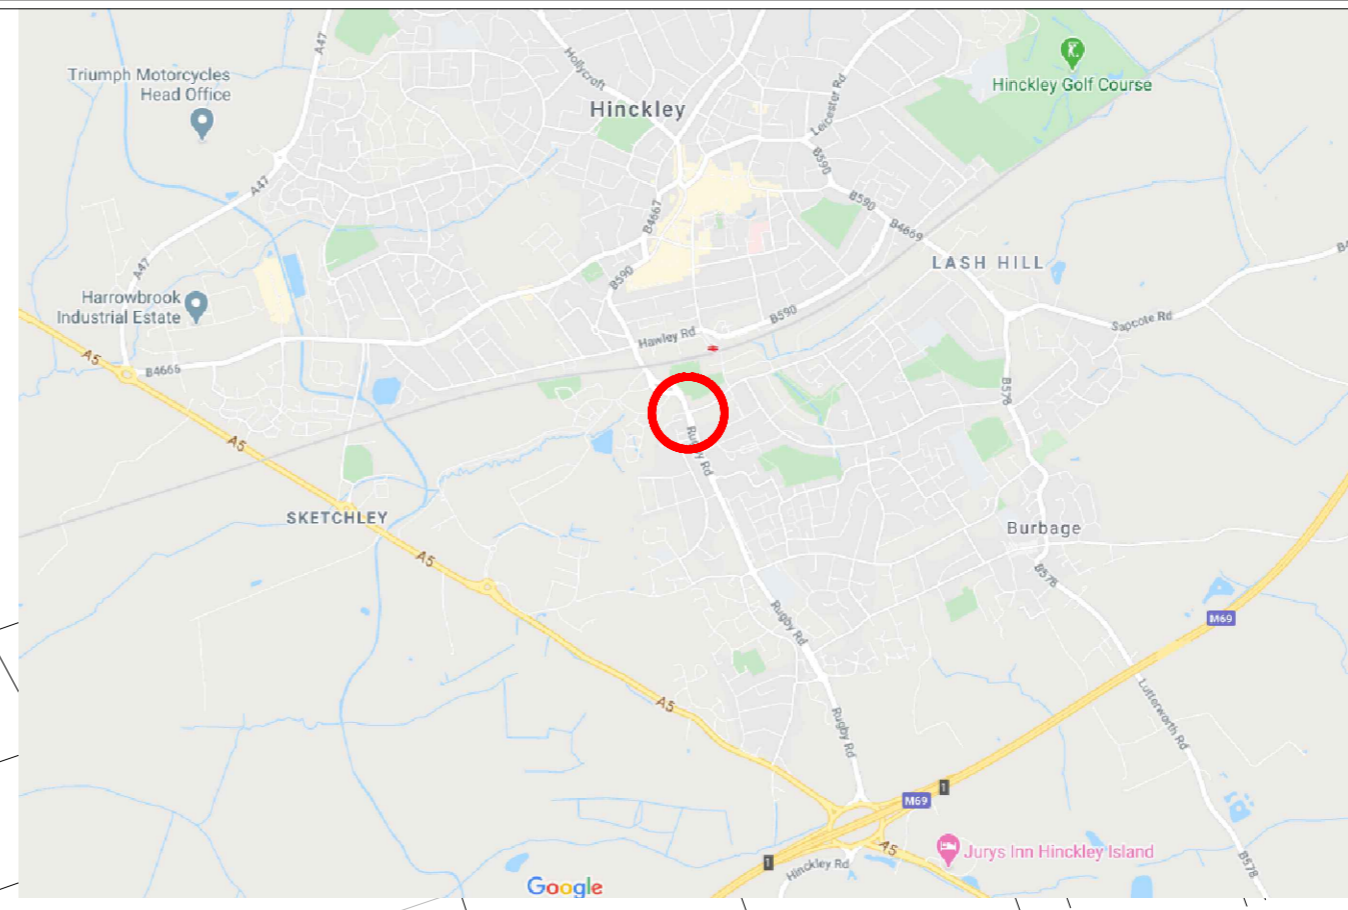 A47
Hollycroft
Triumph Motorcycles
Head Office
Hinckley
Leicester Rd
Hinckley Golf Course
B590
A47
B590
B4667
B4669
LASH HILL
A47
B590
Harrowbrook
Industrial Estate
B590
Hawley Rd
Sapcote Rd
A5
B4666
B578
A5
Rugby Rd
SKETCHLEY
Burbage
A5
B578
Rugby Rd
M69
A5
Rugby Rd
Lutterworth Rd
1
M69
A5
Jurys Inn Hinckley Island
1
Hinckley Rd
B578
Google